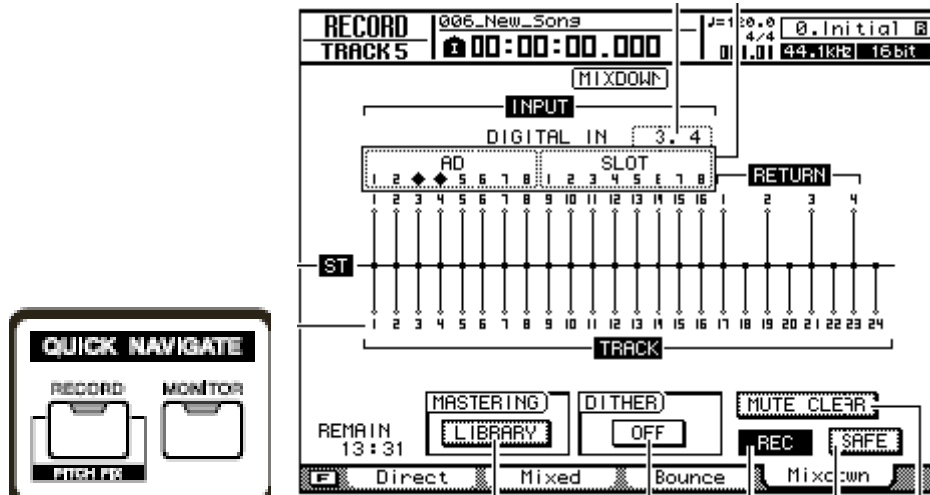 RECORD 006_New_Song ♩=120.0 4/4 0.Initial R
TRACK 5 00:00:00.000 44.1kHz 16bit
MIXDOWN
INPUT
DIGITAL IN 3. 4
AD SLOT
1 2 ◆ ◆ 5 6 7 8 1 2 3 4 5 6 7 8 RETURN
1 2 3 4 5 6 7 8 9 10 11 12 13 14 15 16 1 2 3 4
ST
1 2 3 4 5 6 7 8 9 10 11 12 13 14 15 16 17 18 19 20 21 22 23 24
TRACK
QUICK NAVIGATE
RECORD MONITOR
PITCH FIX
MASTERING DITHER MUTE CLEAR
REMAIN
13:31
LIBRARY OFF REC SAFE
F Direct Mixed Bounce Mixdown